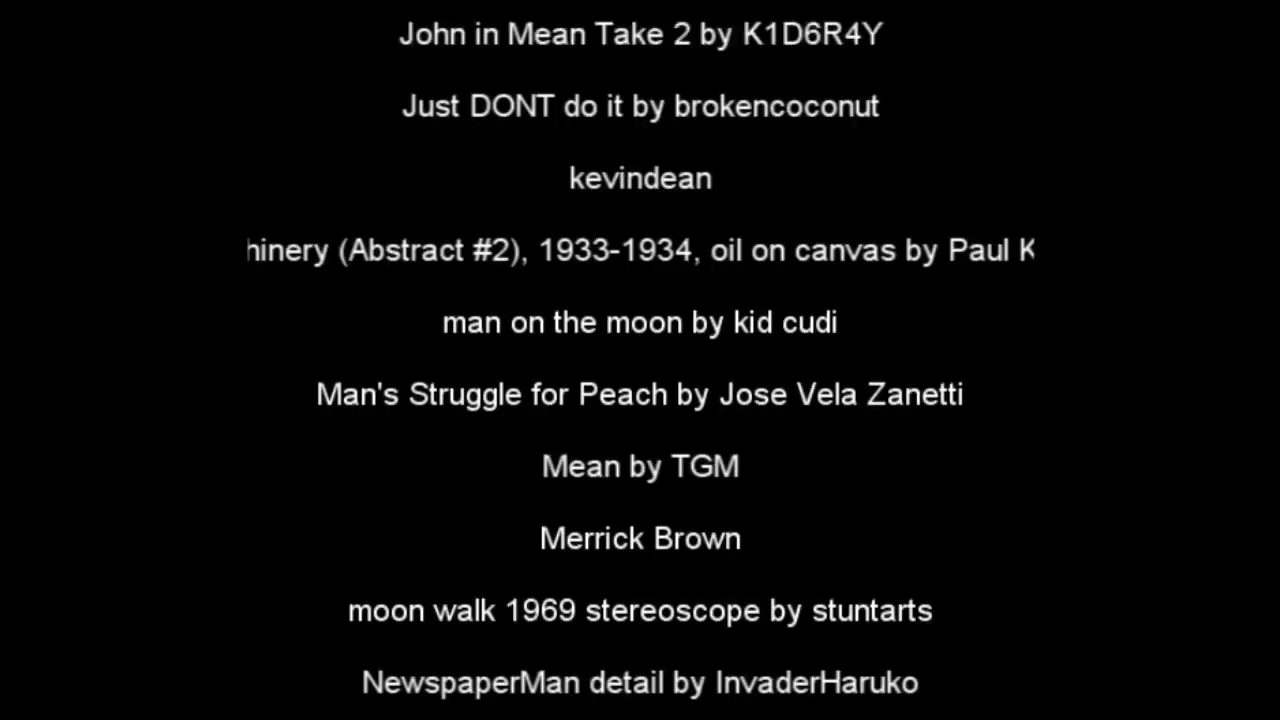 John in Mean Take 2 by K1D6R4Y
Just DONT do it by brokencoconut
kevindean
(Abstract #2), 1933-1934, oil on canvas by Paul
man on the moon by kid cudi
Man's Struggle for Peach by Jose Vela Zanetti
Mean by TGM
Merrick Brown
moon walk 1969 stereoscope by stuntarts
NewspaperMan detail by InvaderHaruko